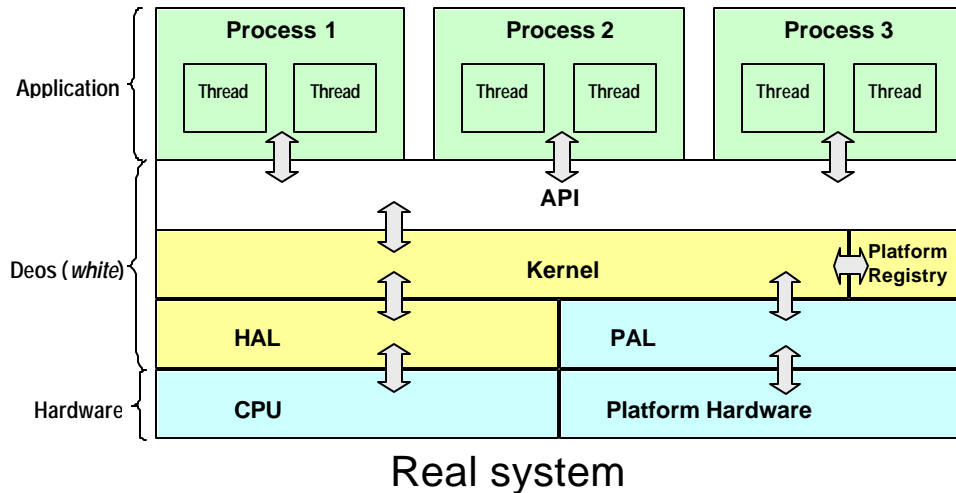 Process 1
Process 2
Process 3
Application
Thread
Thread
Thread
Thread
Thread
Thread
API
Deos (white)
Kernel
Platform
Registry
HAL
PAL
Hardware
CPU
Platform Hardware
Real system